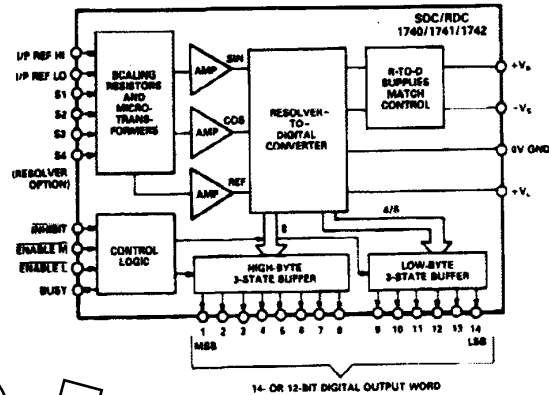 SDC/RDC
1740/1741/1742
I/P REF HI
I/P REF LO
S1
S2
S3
S4
(RESOLVER
OPTION)
SCALING
RESISTORS
AND
MICRO-
TRANS-
FORMERS
AMP
SIN
AMP
COS
AMP
REF
RESOLVER-
TO-
DIGITAL
CONVERTER
R-TO-D
SUPPLIES
MATCH
CONTROL
+VS
-VS
0V GND
+VL
INHIBIT
ENABLE M
ENABLE L
BUSY
CONTROL
LOGIC
8
4/6
HIGH-BYTE
3-STATE BUFFER
LOW-BYTE
3-STATE BUFFER
1 2 3 4 5 6 7 8 9 10 11 12 13 14
MSB LSB
14- OR 12-BIT DIGITAL OUTPUT WORD